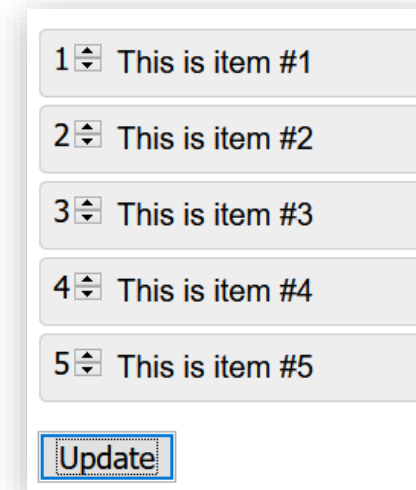 1 This is item #1
2 This is item #2
3 This is item #3
4 This is item #4
5 This is item #5
Update